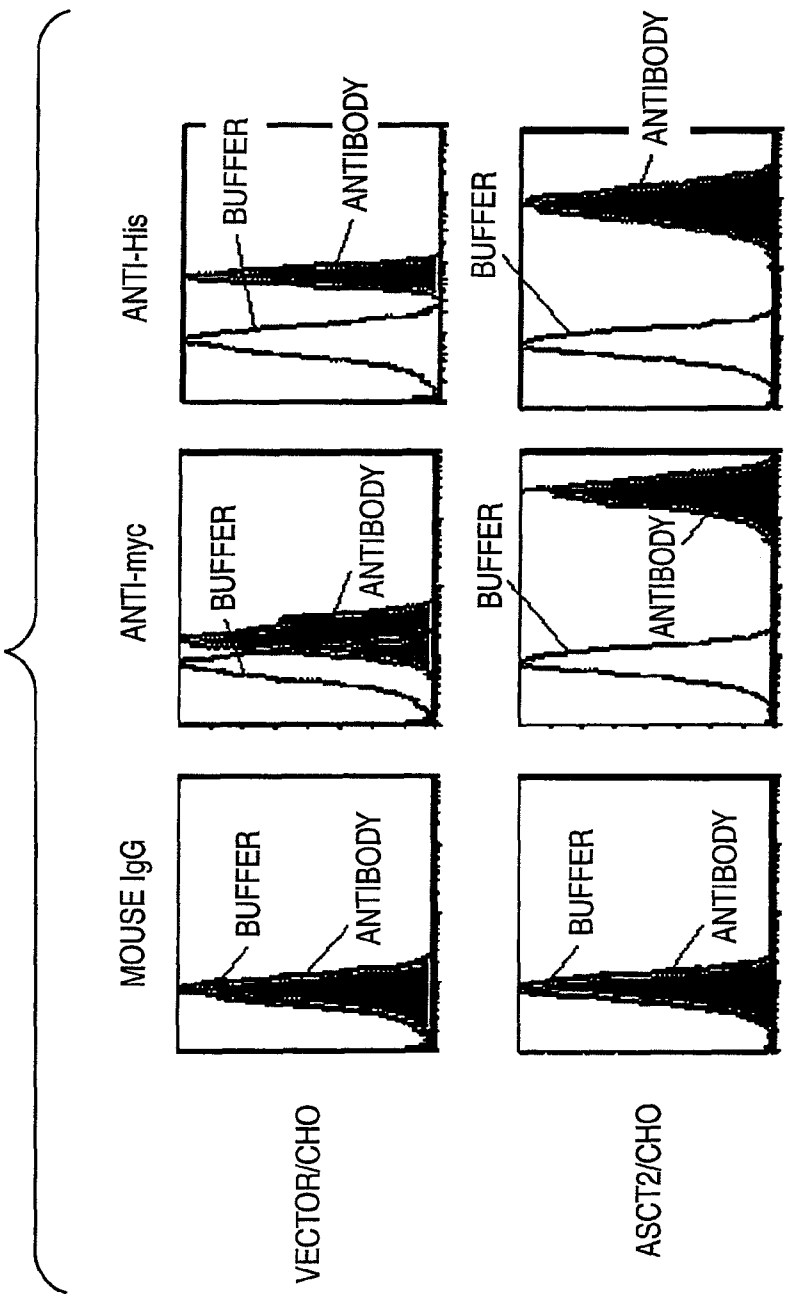 MOUSE IgG
ANTI-myc
ANTI-His
VECTOR/CHO
BUFFER
ANTIBODY
BUFFER
ANTIBODY
BUFFER
ANTIBODY
ASCT2/CHO
BUFFER
ANTIBODY
BUFFER
ANTIBODY
BUFFER
ANTIBODY